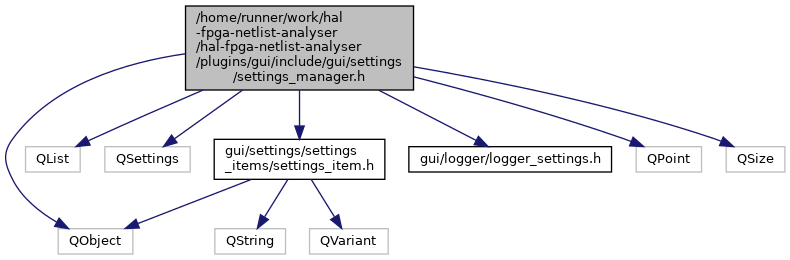 /home/runner/work/hal
-fpga-netlist-analyser
/hal-fpga-netlist-analyser
/plugins/gui/include/gui/settings
/settings_manager.h
QList
QSettings
gui/settings/settings
_items/settings_item.h
gui/logger/logger_settings.h
QPoint
QSize
QObject
QString
QVariant